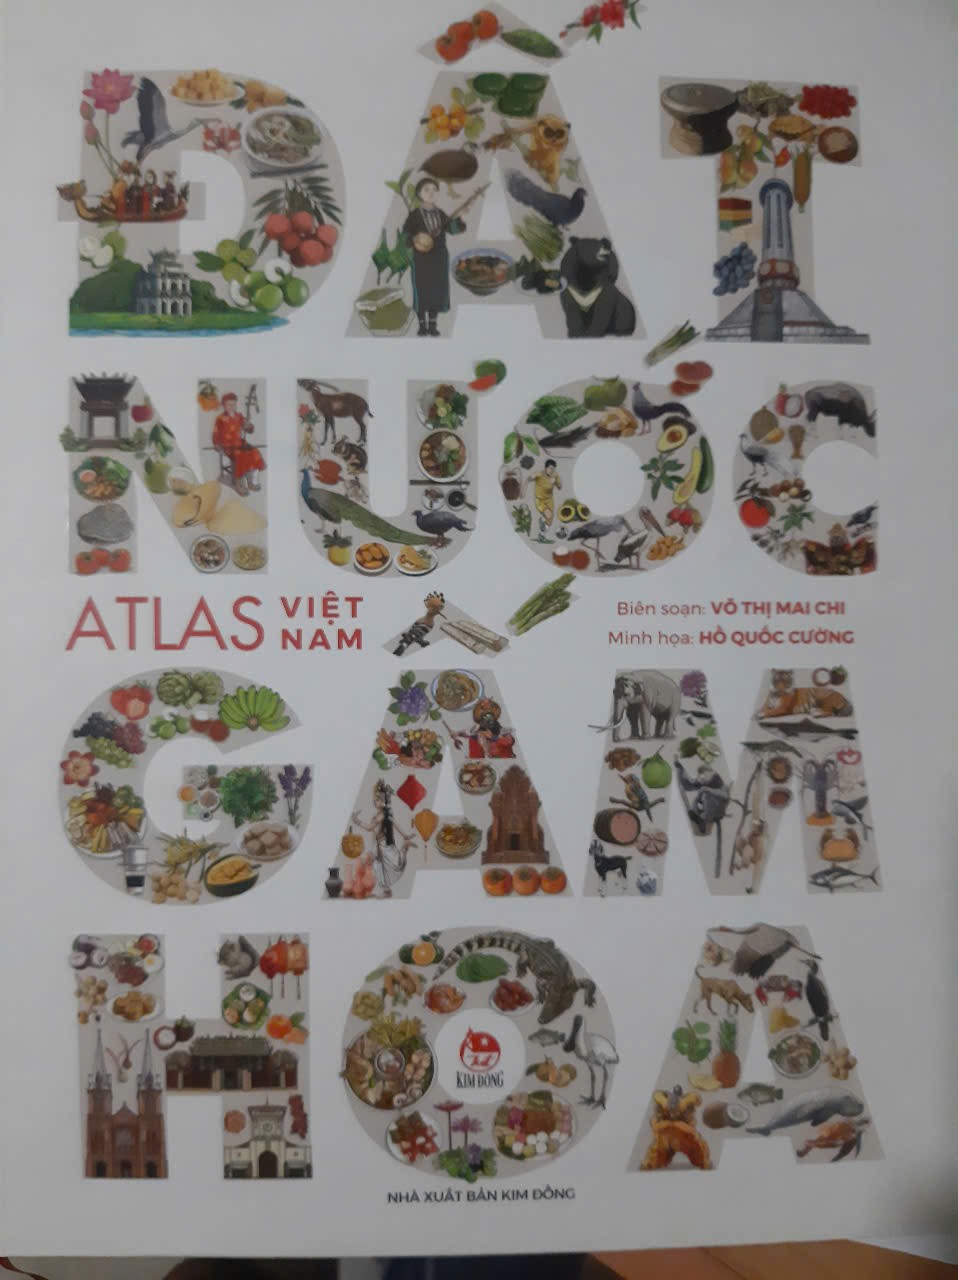 ĐẤT
NƯỚC
ATLAS VIỆT NAM
Biên soạn: VÕ THỊ MAI CHI
Minh họa: HỒ QUỐC CƯỜNG
GẤM
HOA
KIM ĐỒNG
NHÀ XUẤT BẢN KIM ĐỒNG